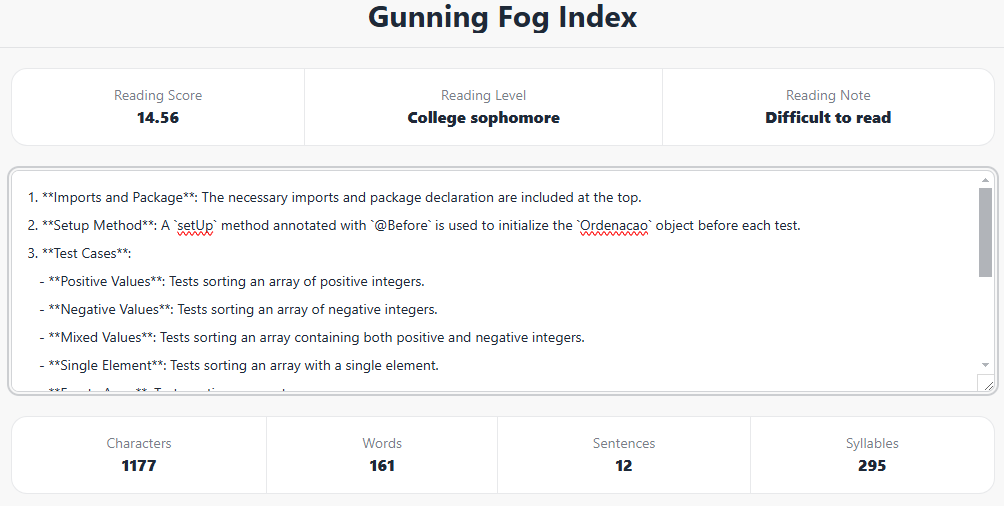 Gunning Fog Index
Reading Score
14.56
Reading Level
College sophomore
Reading Note
Difficult to read
1. **Imports and Package**: The necessary imports and package declaration are included at the top.
2. **Setup Method**: A `setUp` method annotated with `@Before` is used to initialize the `Ordenacao` object before each test.
3. **Test Cases**:
- **Positive Values**: Tests sorting an array of positive integers.
- **Negative Values**: Tests sorting an array of negative integers.
- **Mixed Values**: Tests sorting an array containing both positive and negative integers.
- **Single Element**: Tests sorting an array with a single element.
Characters
1177
Words
161
Sentences
12
Syllables
295